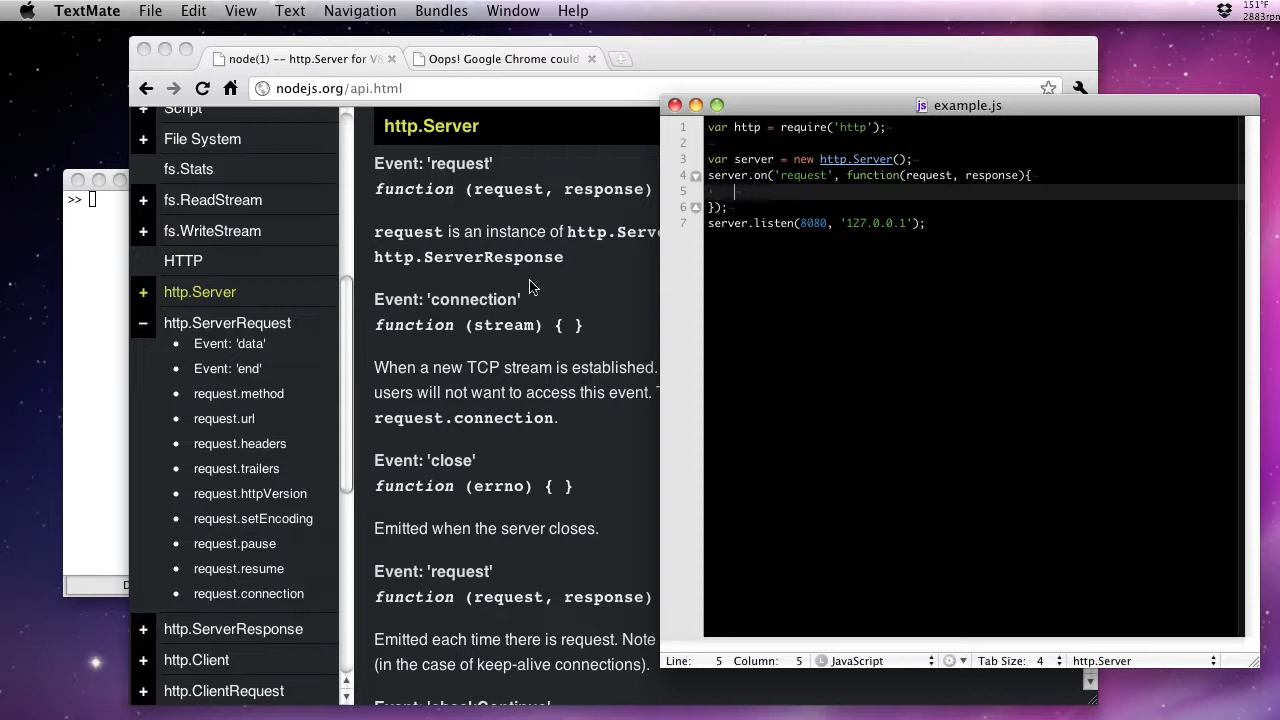 TextMate File Edit View Text Navigation Bundles Window Help
151°F
2883rpm
node(1) -- http.Server for V8
Oops! Google Chrome could
nodejs.org/api.html
>>
Script
+ File System
fs.Stats
+ fs.ReadStream
+ fs.WriteStream
HTTP
+ http.Server
− http.ServerRequest
• Event: 'data'
• Event: 'end'
• request.method
• request.url
• request.headers
• request.trailers
• request.httpVersion
• request.setEncoding
• request.pause
• request.resume
• request.connection
+ http.ServerResponse
+ http.Client
+ http.ClientRequest
http.Server
Event: 'request'
function (request, response)
request is an instance of http.Serve
http.ServerResponse
Event: 'connection'
function (stream) { }
When a new TCP stream is established.
users will not want to access this event.
request.connection.
Event: 'close'
function (errno) { }
Emitted when the server closes.
Event: 'request'
function (request, response)
Emitted each time there is request. Note
(in the case of keep-alive connections).
example.js
1 var http = require('http');
2
3 var server = new http.Server();
4 server.on('request', function(request, response){
5
6 });
7 server.listen(8080, '127.0.0.1');
Line: 5 Column: 5 JavaScript Tab Size: 4 http.Server